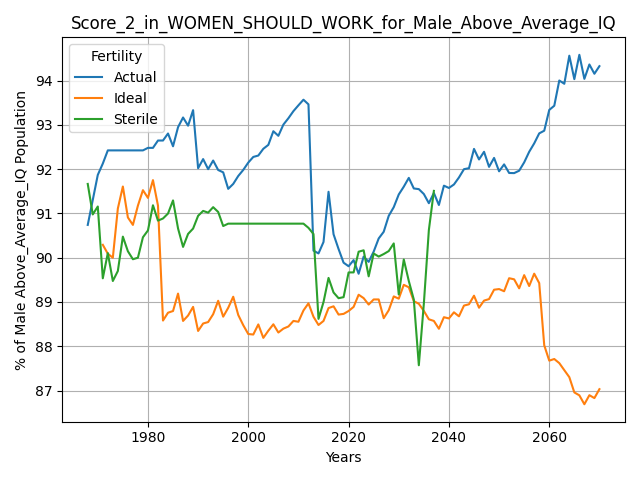 Score_2_in_WOMEN_SHOULD_WORK_for_Male_Above_Average_IQ
Fertility
Actual
Ideal
Sterile
% of Male Above_Average_IQ Population
94
93
92
91
90
89
88
87
1980
2000
2020
2040
2060
Years